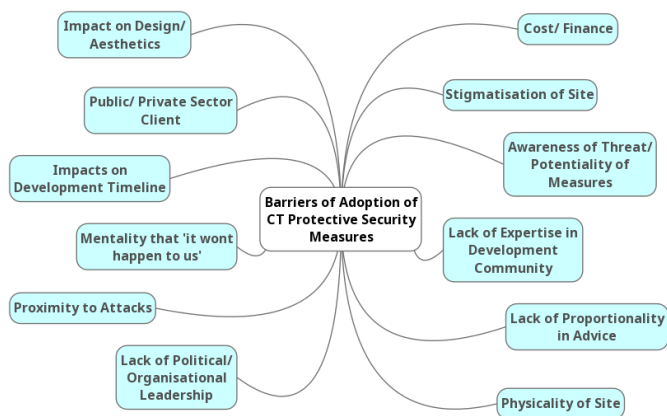 Impact on Design/
Aesthetics
Public/ Private Sector
Client
Impacts on
Development Timeline
Mentality that 'it wont
happen to us'
Proximity to Attacks
Lack of Political/
Organisational
Leadership
Barriers of Adoption of
CT Protective Security
Measures
Cost/ Finance
Stigmatisation of Site
Awareness of Threat/
Potentiality of
Measures
Lack of Expertise in
Development
Community
Lack of Proportionality
in Advice
Physicality of Site